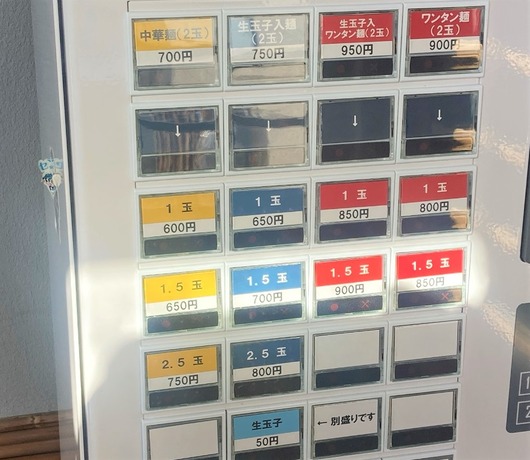 中華麺(2玉)
700円
生玉子入麺
(2玉)
750円
生玉子入
ワンタン麺(2玉)
950円
ワンタン麺
(2玉)
900円
↓
↓
↓
↓
1 玉
600円
1 玉
650円
1 玉
850円
1 玉
800円
1.5 玉
650円
1.5 玉
700円
1.5 玉
900円
1.5 玉
850円
2.5 玉
750円
2.5 玉
800円
生玉子
50円
← 別盛りです